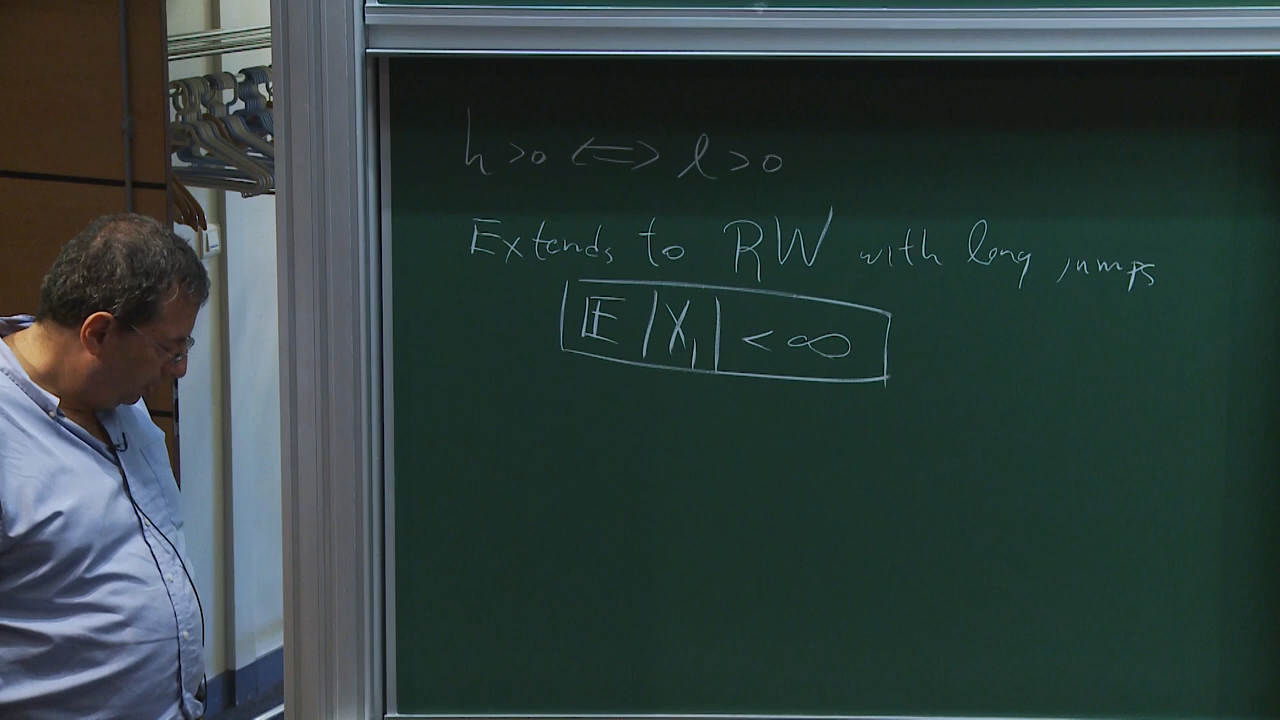 h > 0 <=> l > 0
Extends to RW with long jumps
𝔼 |X₁| < ∞